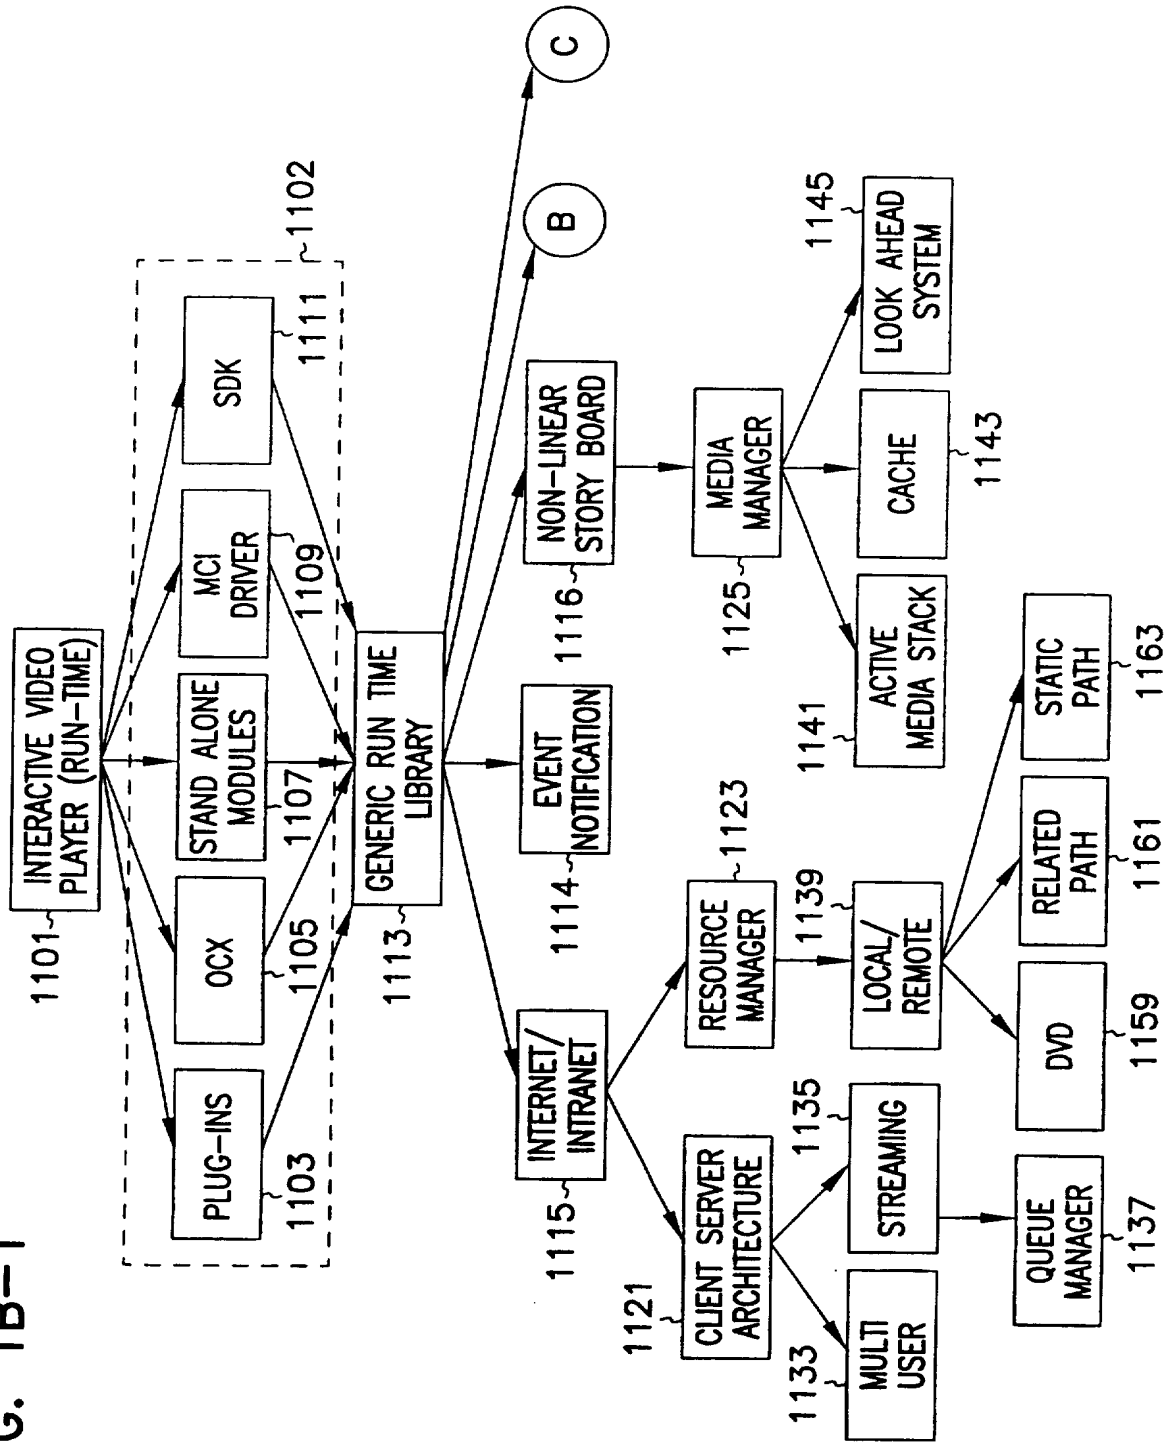 G. 1B-1
INTERACTIVE VIDEO
PLAYER (RUN-TIME)
1101
1102
PLUG-INS
1103
OCX
1105
STAND ALONE
MODULES
1107
MCI
DRIVER
1109
SDK
1111
GENERIC RUN TIME
LIBRARY
1113
INTERNET/
INTRANET
1115
EVENT
NOTIFICATION
1114
NON-LINEAR
STORY BOARD
1116
B
C
CLIENT SERVER
ARCHITECTURE
1121
RESOURCE
MANAGER
1123
MEDIA
MANAGER
1125
MULTI
USER
1133
STREAMING
1135
LOCAL/
REMOTE
1139
ACTIVE
MEDIA STACK
1141
CACHE
1143
LOOK AHEAD
SYSTEM
1145
QUEUE
MANAGER
1137
DVD
1159
RELATED
PATH
1161
STATIC
PATH
1163